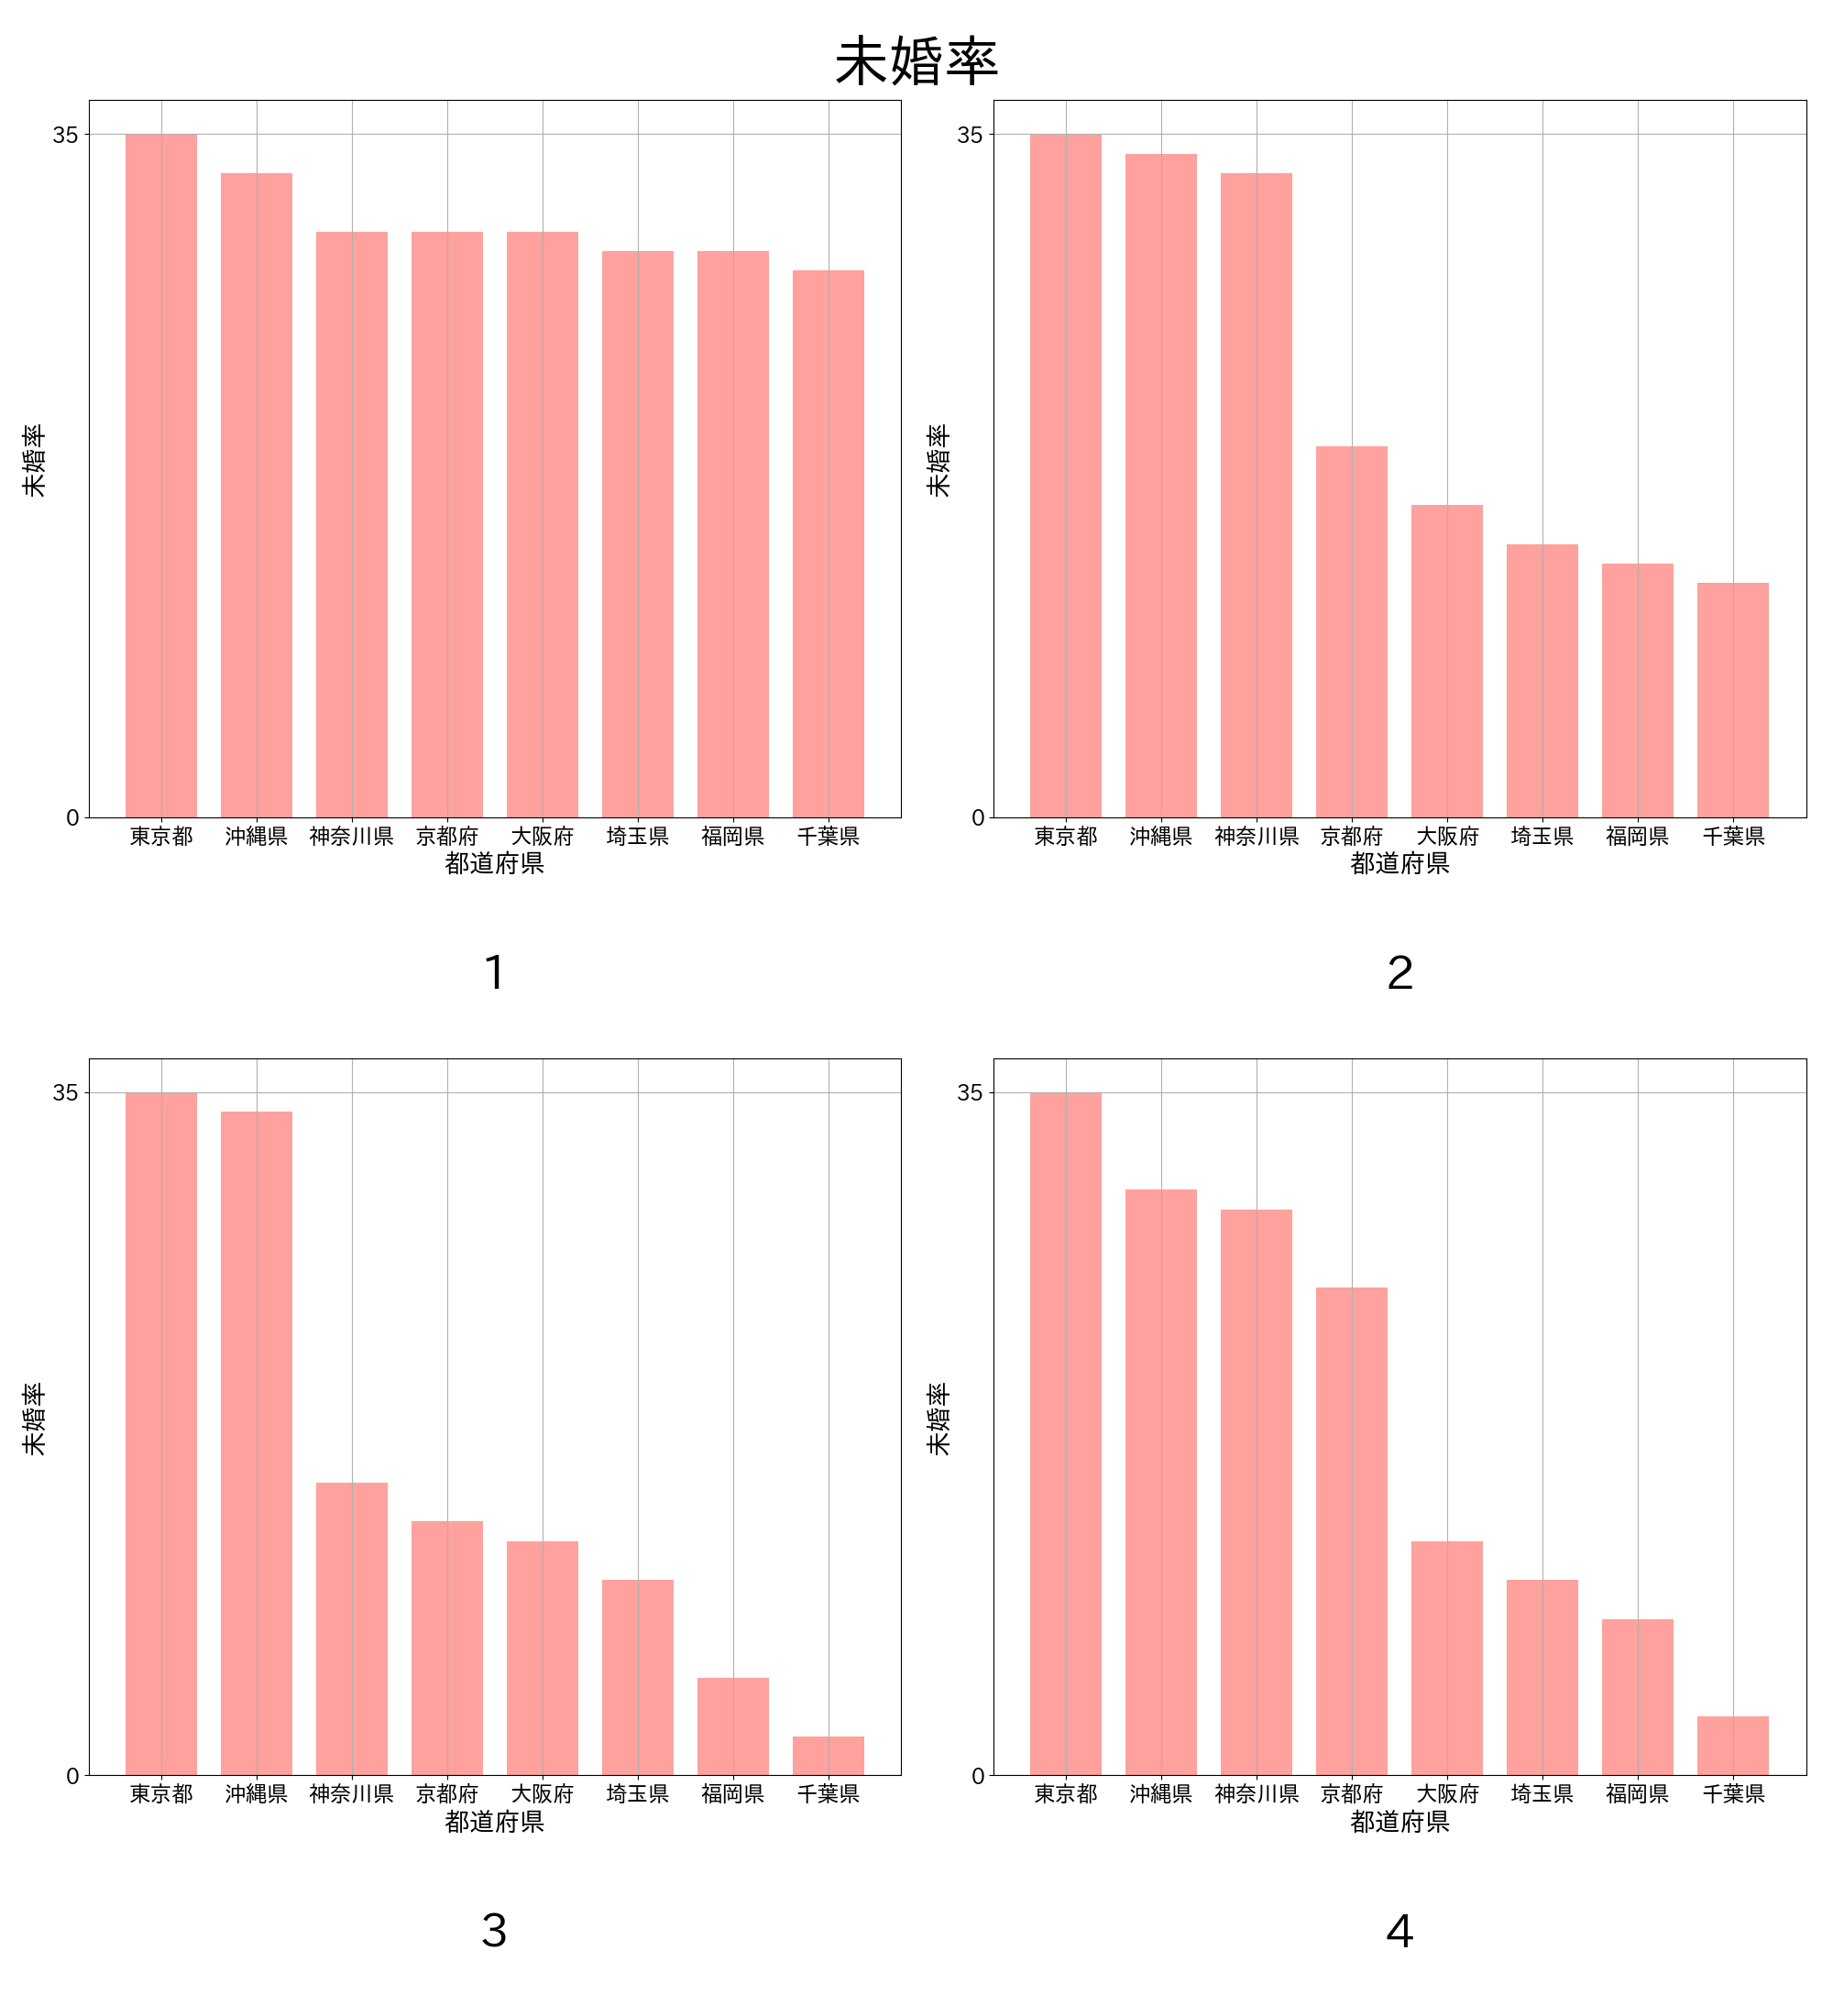 未婚率
35
0
未婚率
東京都 沖縄県 神奈川県 京都府 大阪府 埼玉県 福岡県 千葉県
都道府県
1
35
0
未婚率
東京都 沖縄県 神奈川県 京都府 大阪府 埼玉県 福岡県 千葉県
都道府県
2
35
0
未婚率
東京都 沖縄県 神奈川県 京都府 大阪府 埼玉県 福岡県 千葉県
都道府県
3
35
0
未婚率
東京都 沖縄県 神奈川県 京都府 大阪府 埼玉県 福岡県 千葉県
都道府県
4